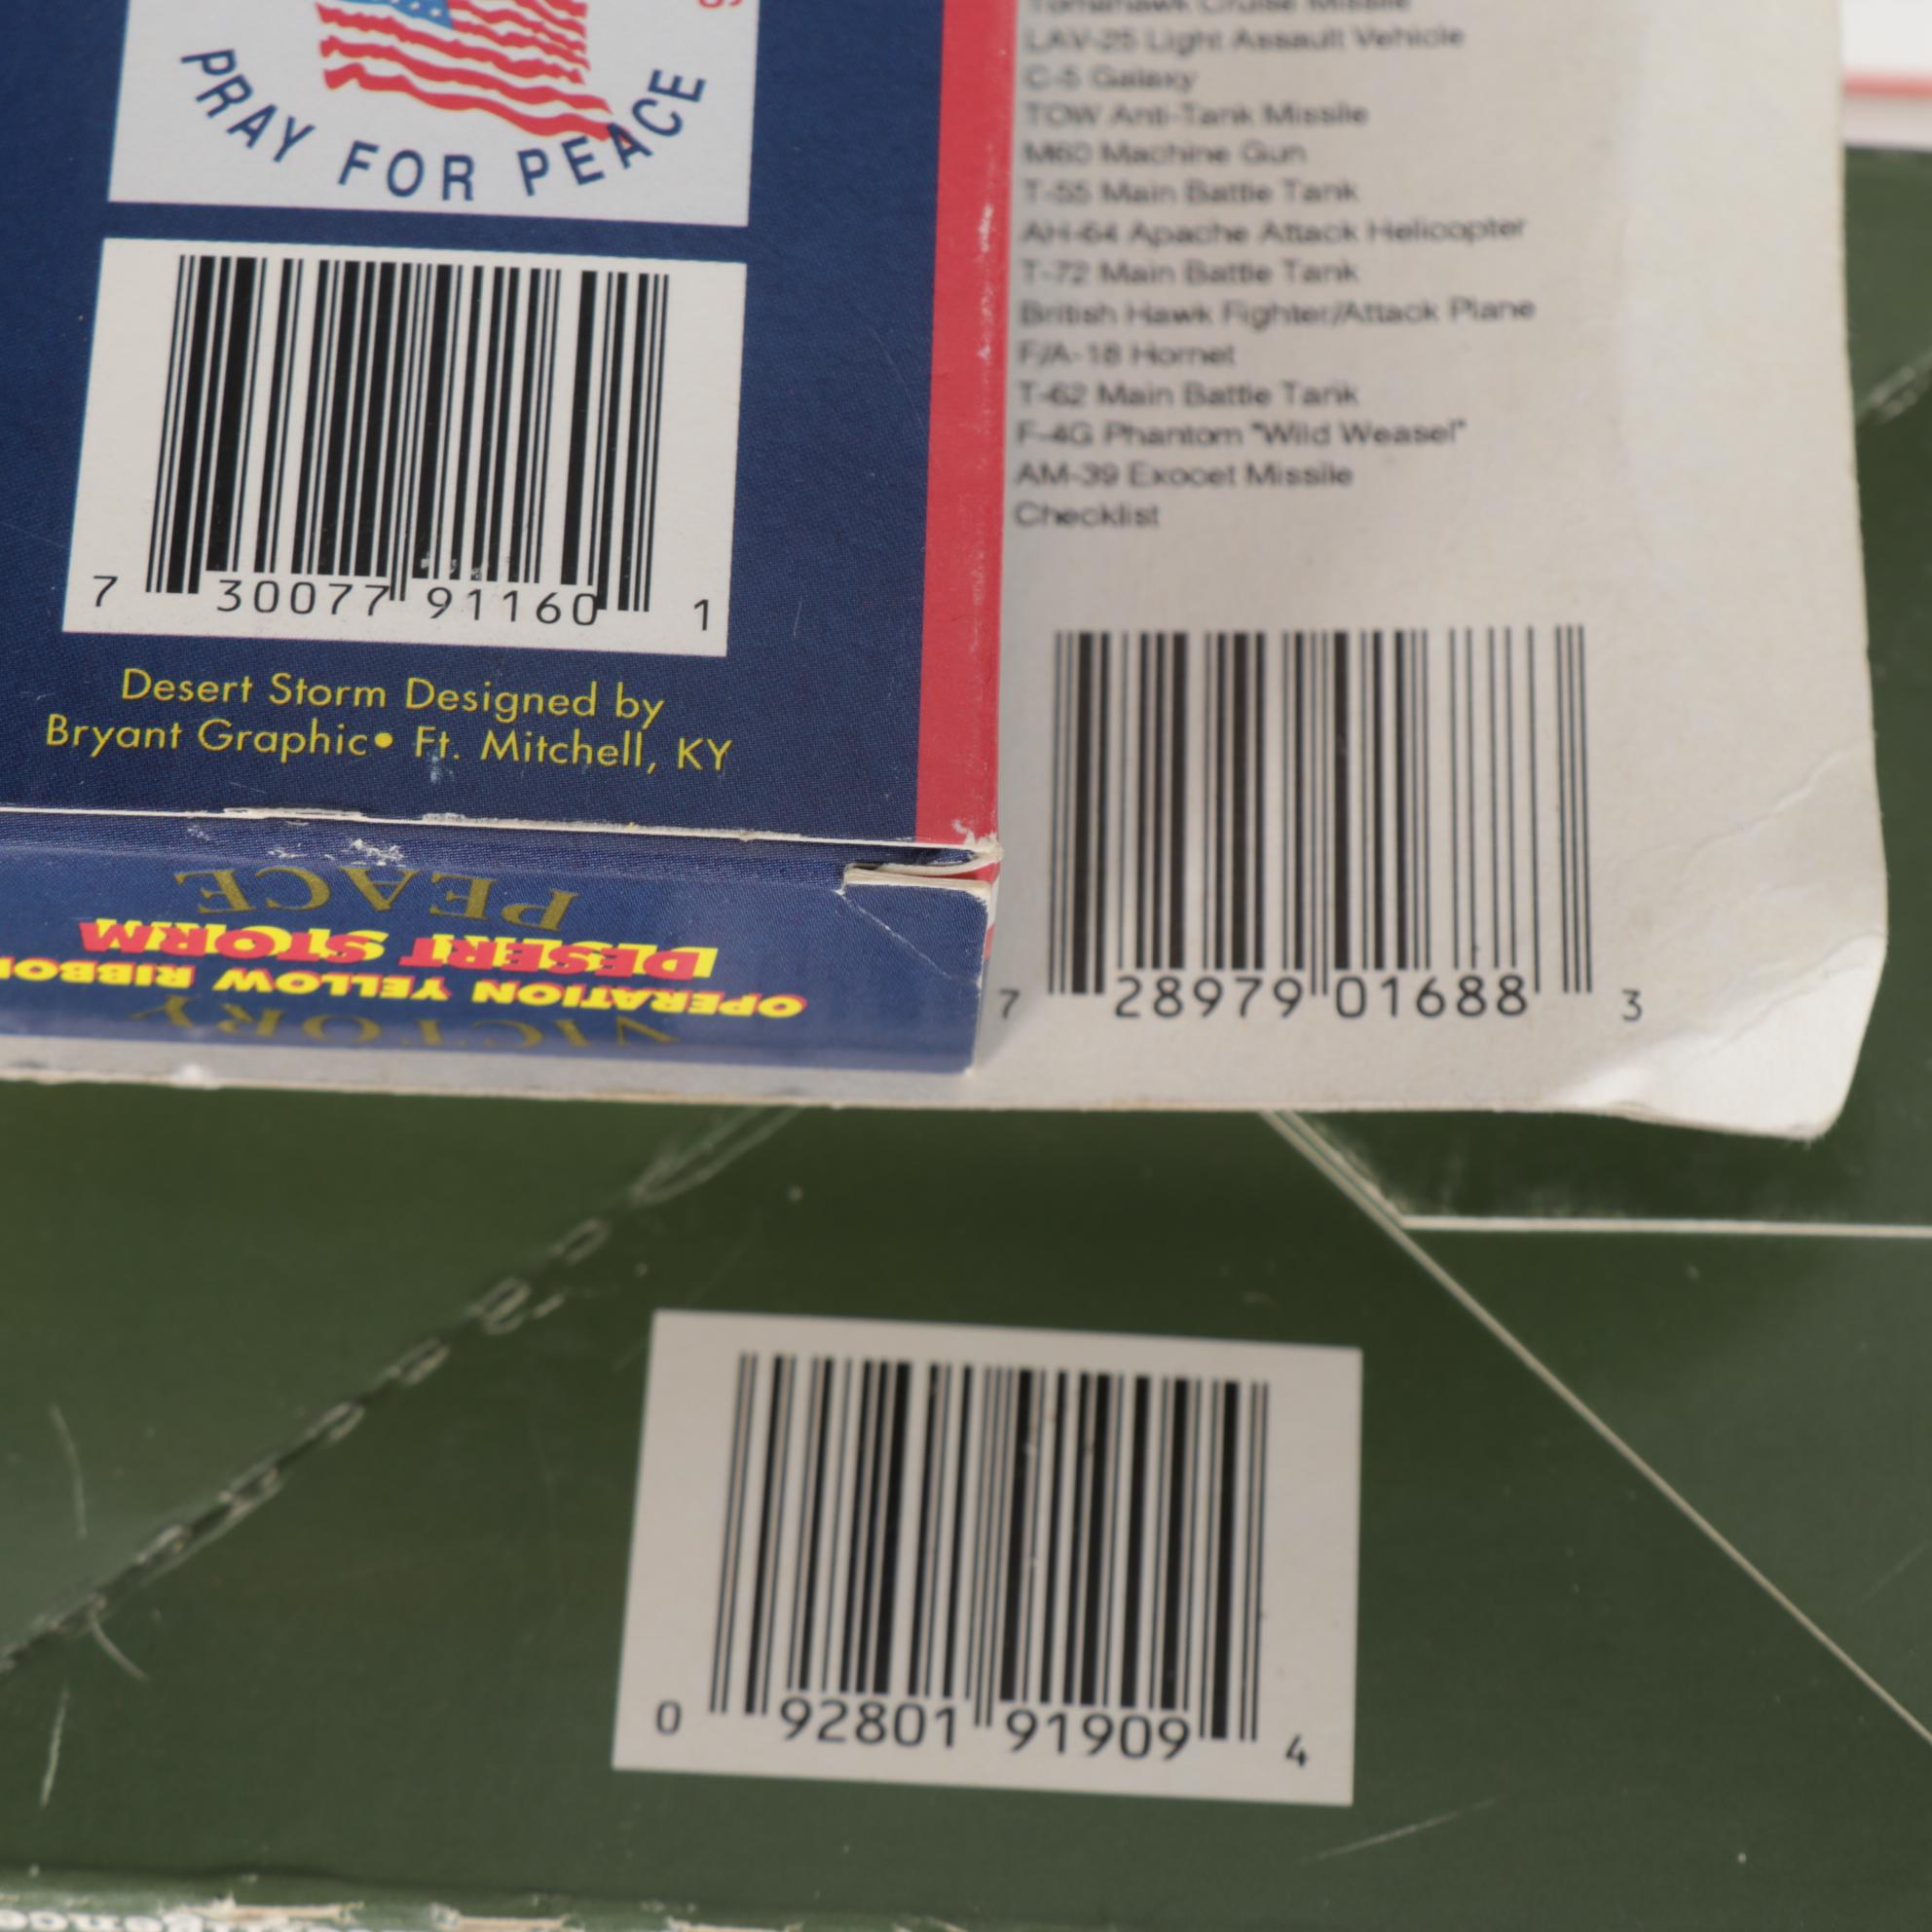 PRAY FOR PEACE
7 30077 91160 1
Desert Storm Designed by
Bryant Graphic• Ft. Mitchell, KY
PEACE
DESERT STORM
OPERATION YELLOW RIBBO
VICTORY
Tomahawk Cruise Missile
LAV-25 Light Assault Vehicle
C-5 Galaxy
TOW Anti-Tank Missile
M60 Machine Gun
T-55 Main Battle Tank
AH-64 Apache Attack Helicopter
T-72 Main Battle Tank
British Hawk Fighter/Attack Plane
F/A-18 Hornet
T-62 Main Battle Tank
F-4G Phantom "Wild Weasel"
AM-39 Exocet Missile
Checklist
7 28979 01688 3
0 92801 91909 4